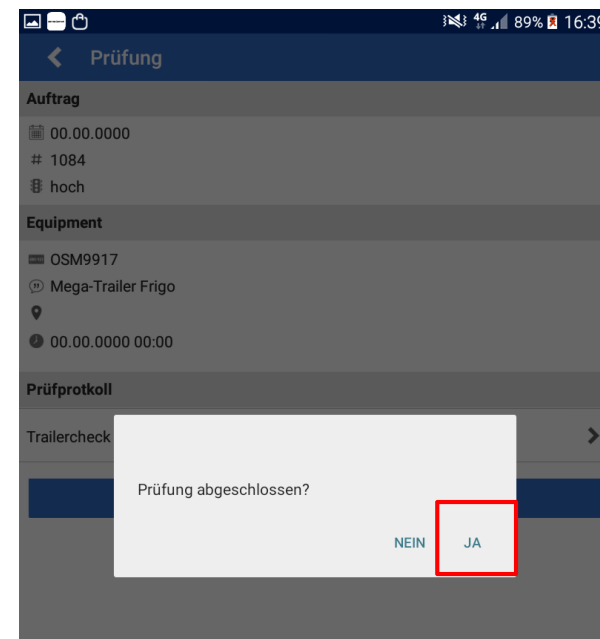 4G 89% 16:39
Prüfung
Auftrag
00.00.0000
# 1084
hoch
Equipment
OSM9917
Mega-Trailer Frigo
00.00.0000 00:00
Prüfprotkoll
Trailercheck
Prüfung abgeschlossen?
NEIN JA